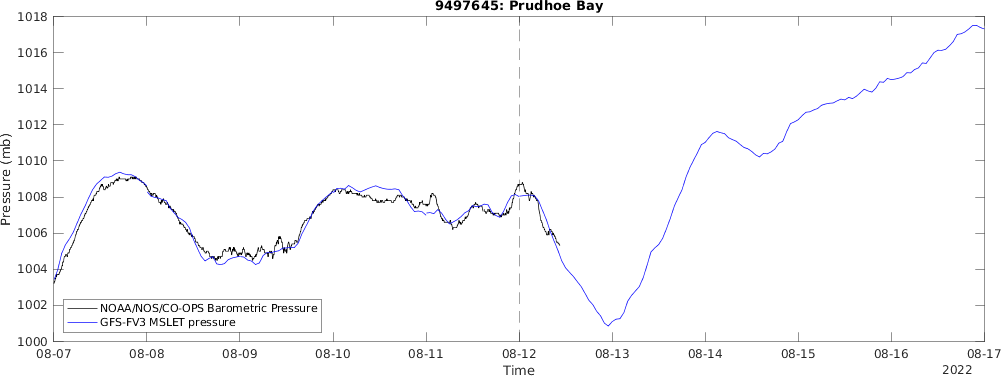 9497645: Prudhoe Bay
Pressure (mb)
1018
1016
1014
1012
1010
1008
1006
1004
1002
1000
NOAA/NOS/CO-OPS Barometric Pressure
GFS-FV3 MSLET pressure
08-07 08-08 08-09 08-10 08-11 08-12 08-13 08-14 08-15 08-16 08-17
Time
2022